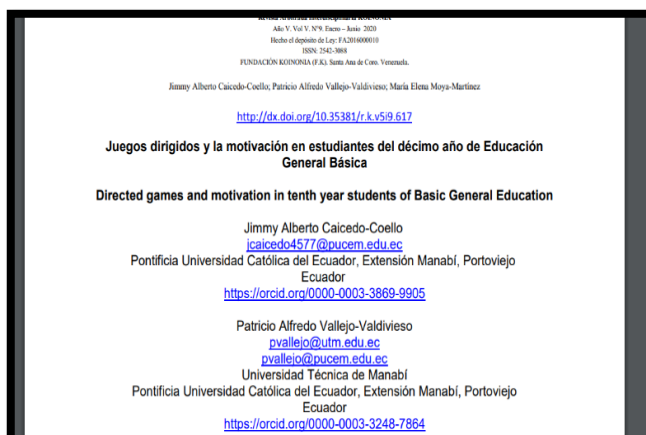 Revista Arbitrada Interdisciplinaria KOINONIA
Año V. Vol V. N°9. Enero – Junio 2020
Hecho el depósito de Ley: FA2016000010
ISSN: 2542-3088
FUNDACIÓN KOINONIA (F.K). Santa Ana de Coro. Venezuela.
Jimmy Alberto Caicedo-Coello; Patricio Alfredo Vallejo-Valdivieso; María Elena Moya-Martínez
http://dx.doi.org/10.35381/r.k.v5i9.617
Juegos dirigidos y la motivación en estudiantes del décimo año de Educación
General Básica
Directed games and motivation in tenth year students of Basic General Education
Jimmy Alberto Caicedo-Coello
jcaicedo4577@pucem.edu.ec
Pontificia Universidad Católica del Ecuador, Extensión Manabí, Portoviejo
Ecuador
https://orcid.org/0000-0003-3869-9905
Patricio Alfredo Vallejo-Valdivieso
pvallejo@utm.edu.ec
pvallejo@pucem.edu.ec
Universidad Técnica de Manabí
Pontificia Universidad Católica del Ecuador, Extensión Manabí, Portoviejo
Ecuador
https://orcid.org/0000-0003-3248-7864